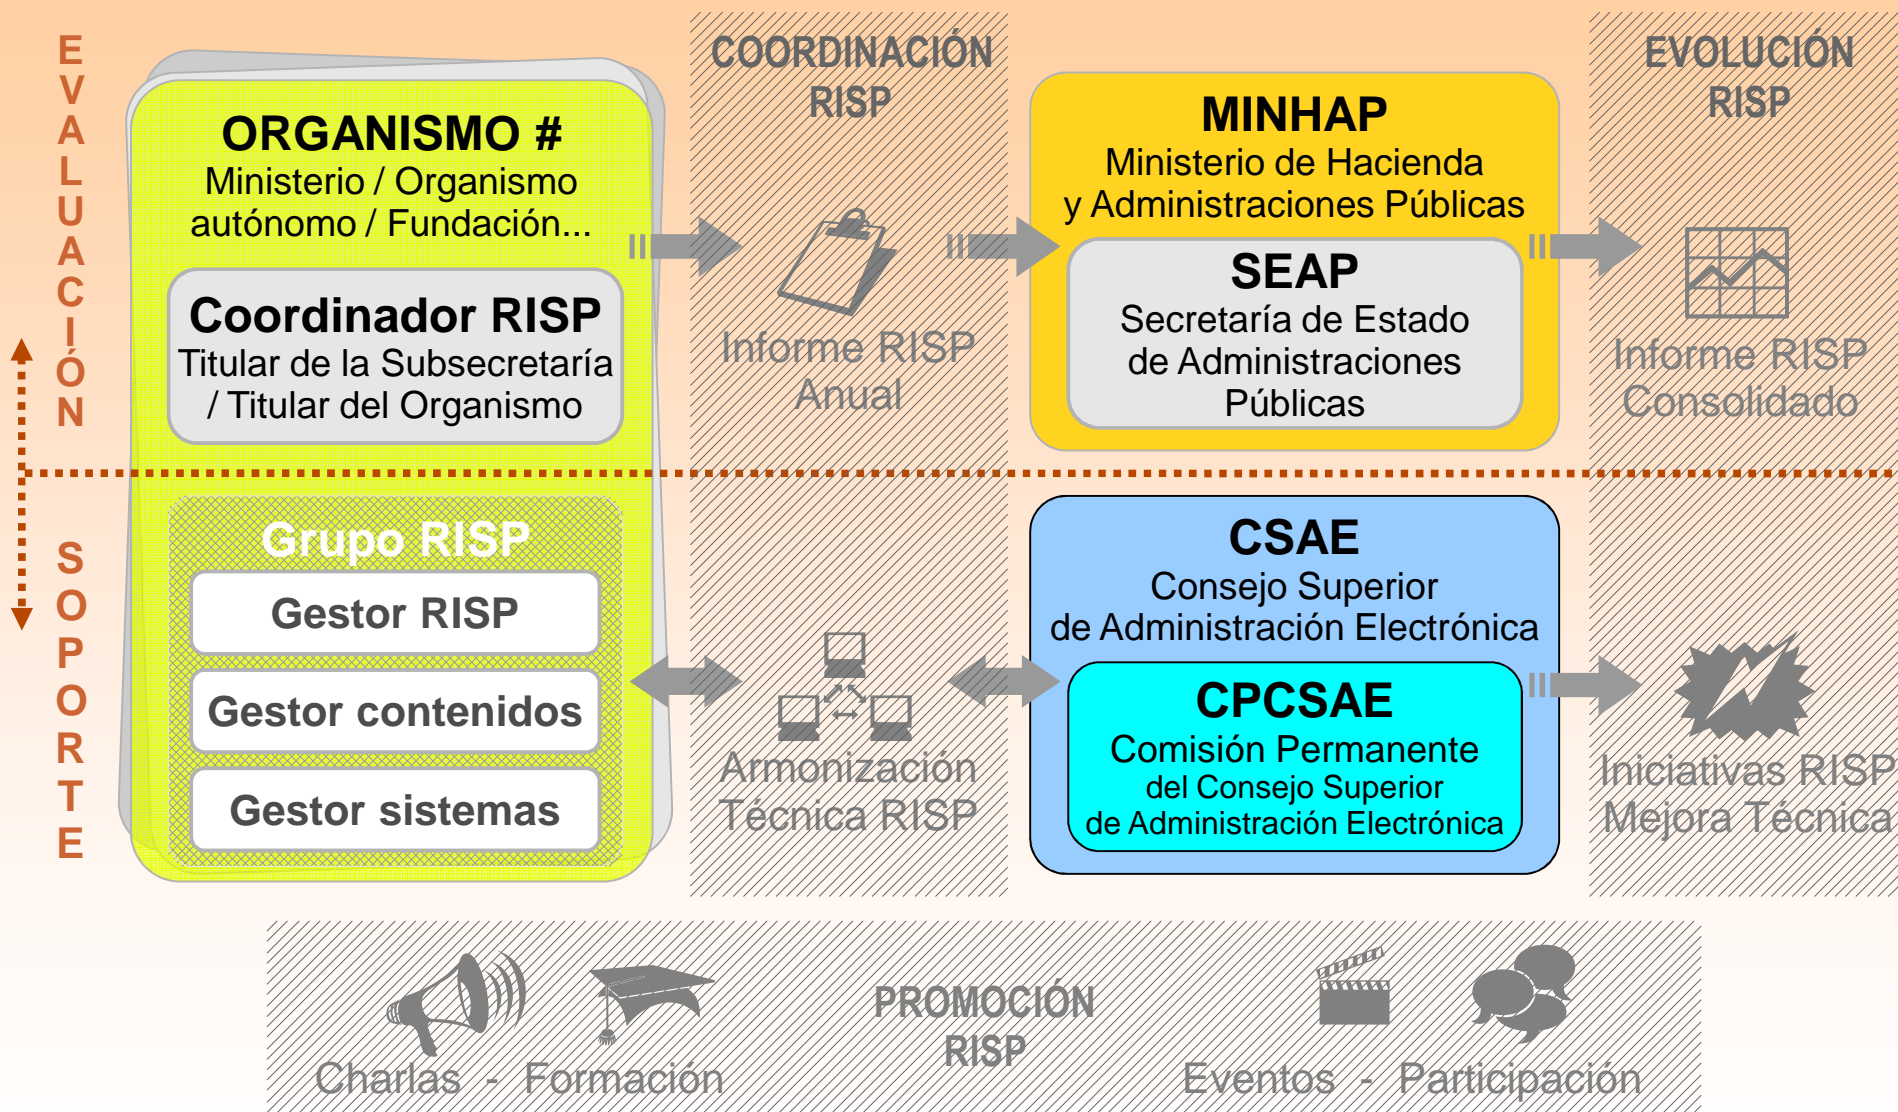 EVALUACIÓN
ORGANISMO #
Ministerio / Organismo
autónomo / Fundación...
Coordinador RISP
Titular de la Subsecretaría
/ Titular del Organismo
COORDINACIÓN
RISP
Informe RISP
Anual
MINHAP
Ministerio de Hacienda
y Administraciones Públicas
SEAP
Secretaría de Estado
de Administraciones
Públicas
EVOLUCIÓN
RISP
Informe RISP
Consolidado
SOPORTE
Grupo RISP
Gestor RISP
Gestor contenidos
Gestor sistemas
Armonización
Técnica RISP
CSAE
Consejo Superior
de Administración Electrónica
CPCSAE
Comisión Permanente
del Consejo Superior
de Administración Electrónica
Iniciativas RISP
Mejora Técnica
PROMOCIÓN
RISP
Charlas - Formación
Eventos - Participación